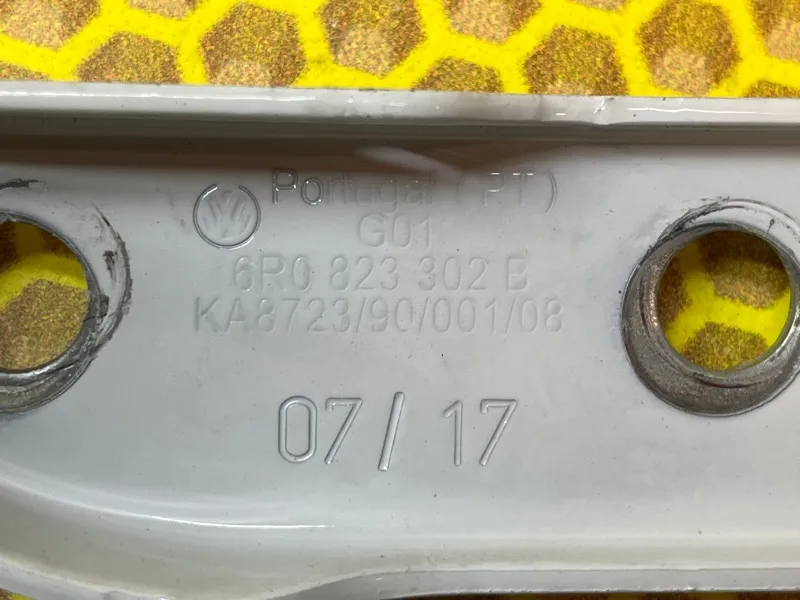 Portugal (PT)
G01
6R0 823 302 B
KA8723/90/001/08
07/17